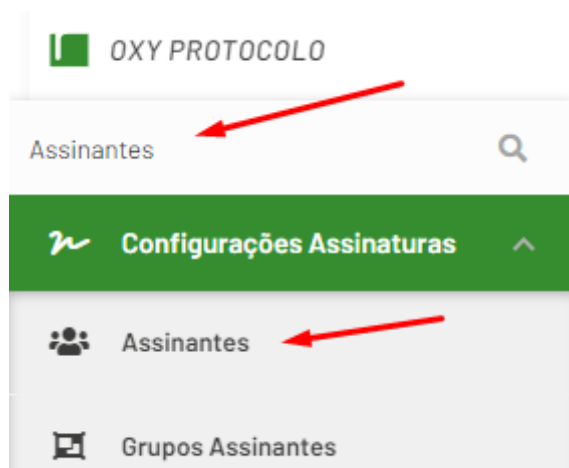 OXY PROTOCOLO
Assinantes
Configurações Assinaturas
Assinantes
Grupos Assinantes